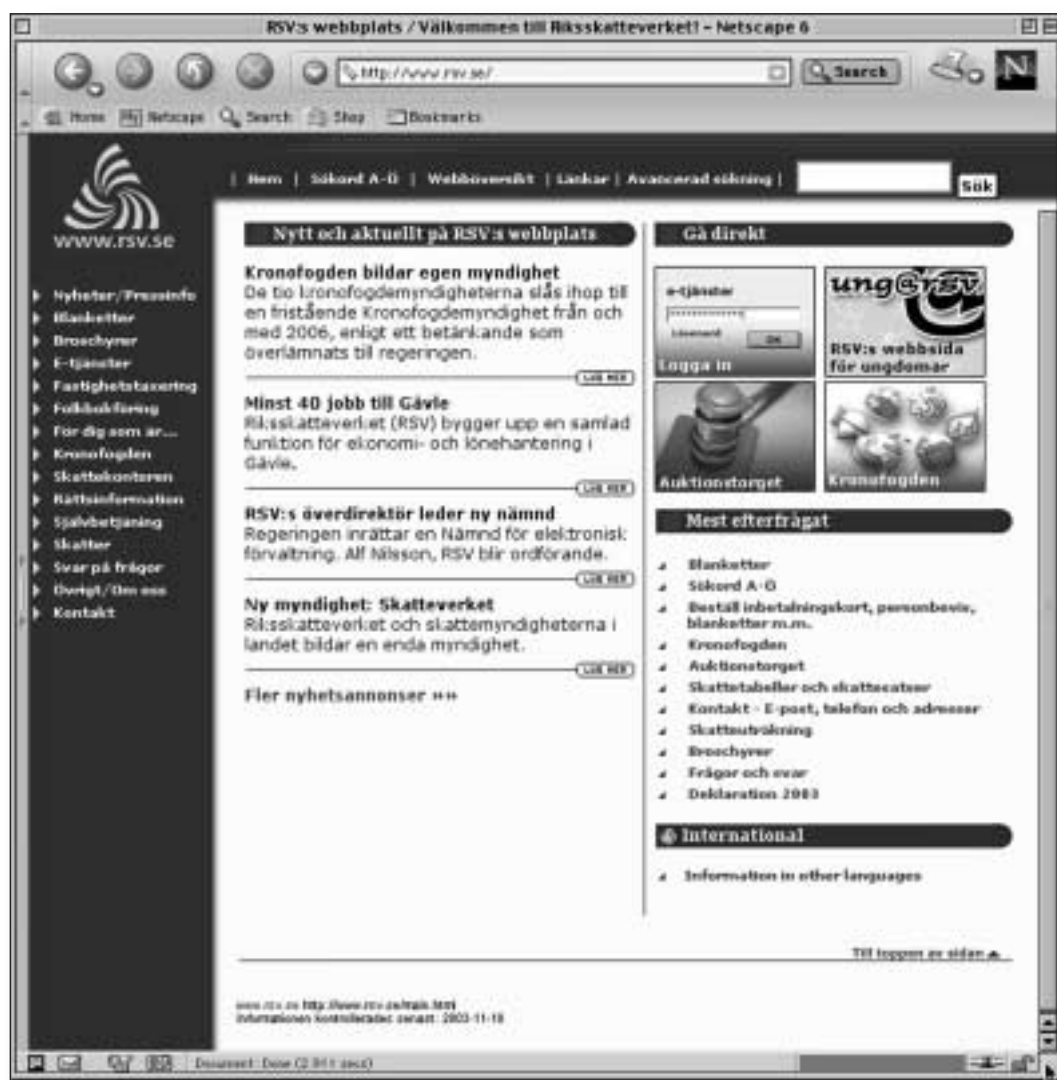 RSV:s webbplats / Välkommen till Riksskatteverket! – Netscape 6
http://www.rsv.se/
Search
N
Home Netscape Search Shop Bookmarks
| Hem | Sökord A-Ö | Webböversikt | Länkar | Avancerad sökning |
Sök
www.rsv.se
Nyheter/Pressinfo
Blanketter
Broschyrer
E-tjänster
Fastighetstaxering
Folkbokföring
För dig som är...
Kronofogden
Skattekontoren
Rättsinformation
Självbetjäning
Skatter
Svar på frågor
Övrigt/Om oss
Kontakt
Nytt och aktuellt på RSV:s webbplats
Kronofogden bildar egen myndighet
De tio kronofogdemyndigheterna slås ihop till
en fristående Kronofogdemyndighet från och
med 2006, enligt ett betänkande som
överlämnats till regeringen.
LÄS MER
Minst 40 jobb till Gävle
Riksskatteverket (RSV) bygger upp en samlad
funktion för ekonomi- och lönehantering i
Gävle.
LÄS MER
RSV:s överdirektör leder ny nämnd
Regeringen inrättar en Nämnd för elektronisk
förvaltning. Alf Nilsson, RSV blir ordförande.
LÄS MER
Ny myndighet: Skatteverket
Riksskatteverket och skattemyndigheterna i
landet bildar en enda myndighet.
LÄS MER
Fler nyhetsannonser »»
Gå direkt
e-tjänster
Lösenord
OK
Logga in
ung@rsv
RSV:s webbsida
för ungdomar
Auktionstorget
Kronofogden
Mest efterfrågat
Blanketter
Sökord A-Ö
Beställ inbetalningskort, personbevis,
blanketter m.m.
Kronofogden
Auktionstorget
Skattetabeller och skattesatser
Kontakt - E-post, telefon och adresser
Skatteuträkning
Broschyrer
Frågor och svar
Deklaration 2003
International
Information in other languages
Till toppen av sidan
www.rsv.se http://www.rsv.se/main.html
Informationen kontrollerades senast: 2003-11-18
Document: Done (2.911 secs)